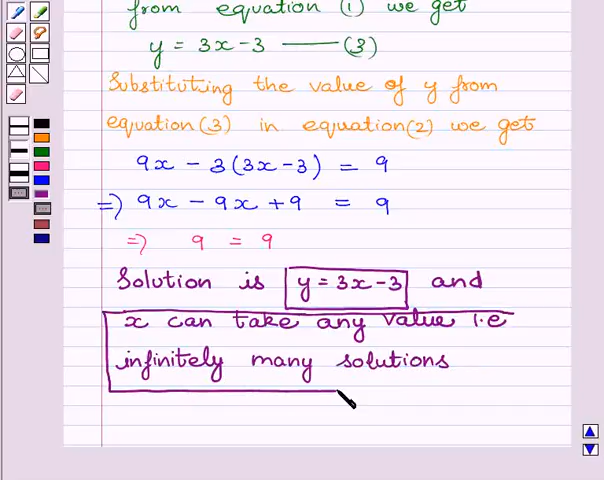 from equation (1) we get
y = 3x - 3 —— (3)
Substituting the value of y from
equation (3) in equation (2) we get
9x - 3(3x-3) = 9
=) 9x - 9x + 9 = 9
=) 9 = 9
Solution is y = 3x - 3 and
x can take any value i.e
infinitely many solutions